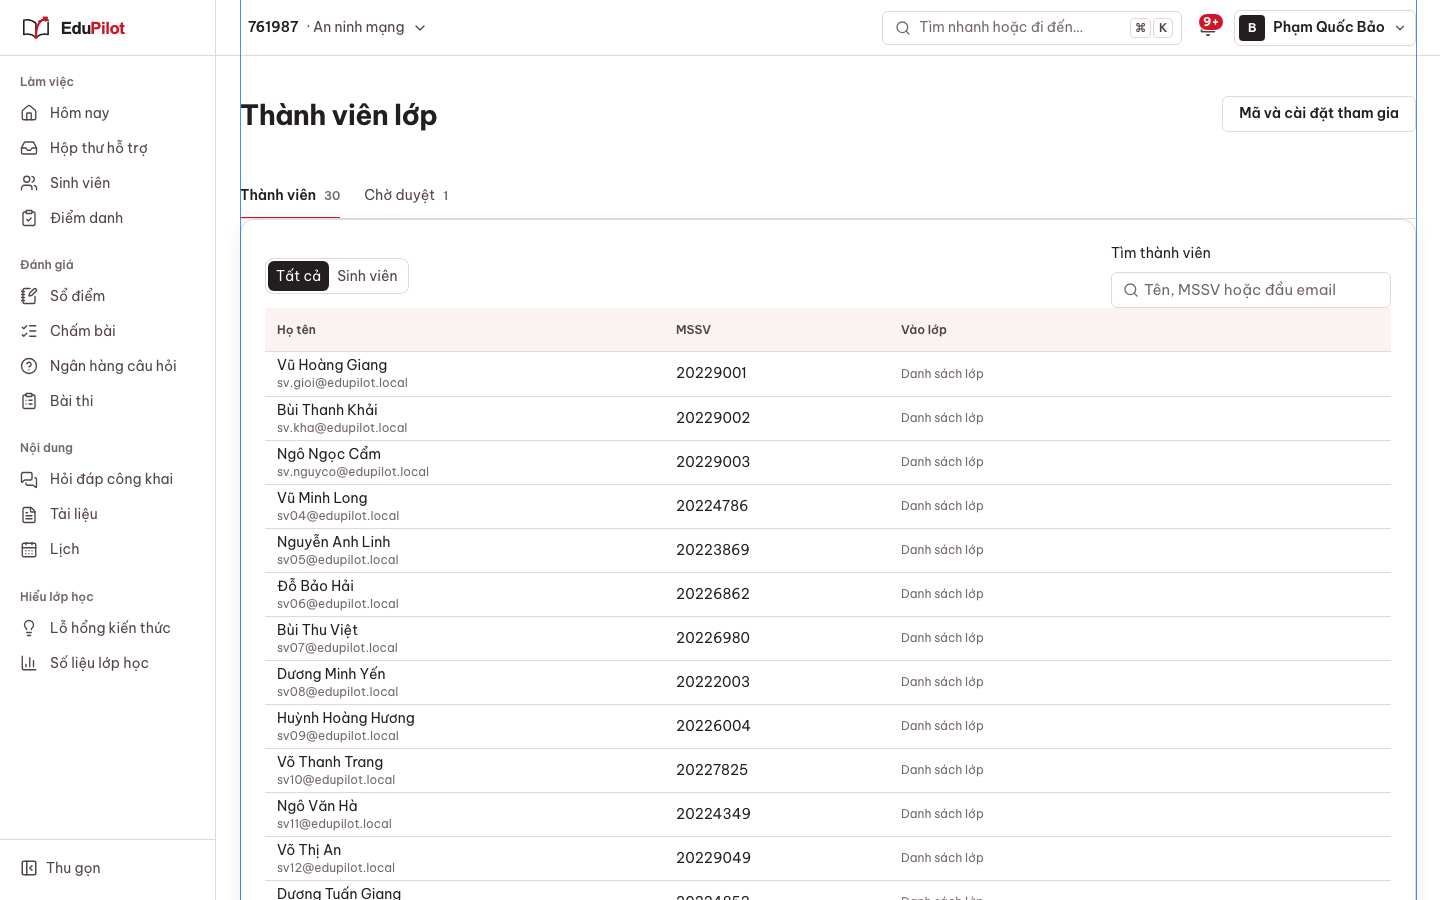 EduPilot
761987 · An ninh mạng
Tìm nhanh hoặc đi đến...
⌘ K
9+
B Phạm Quốc Bảo
Làm việc
Hôm nay
Hộp thư hỗ trợ
Sinh viên
Điểm danh
Đánh giá
Sổ điểm
Chấm bài
Ngân hàng câu hỏi
Bài thi
Nội dung
Hỏi đáp công khai
Tài liệu
Lịch
Hiểu lớp học
Lỗ hổng kiến thức
Số liệu lớp học
Thu gọn
Thành viên lớp
Mã và cài đặt tham gia
Thành viên 30
Chờ duyệt 1
Tất cả
Sinh viên
Tìm thành viên
Tên, MSSV hoặc đầu email
Họ tên MSSV Vào lớp
Vũ Hoàng Giang
sv.gioi@edupilot.local
20229001
Danh sách lớp
Bùi Thanh Khải
sv.kha@edupilot.local
20229002
Danh sách lớp
Ngô Ngọc Cẩm
sv.nguyco@edupilot.local
20229003
Danh sách lớp
Vũ Minh Long
sv04@edupilot.local
20224786
Danh sách lớp
Nguyễn Anh Linh
sv05@edupilot.local
20223869
Danh sách lớp
Đỗ Bảo Hải
sv06@edupilot.local
20226862
Danh sách lớp
Bùi Thu Việt
sv07@edupilot.local
20226980
Danh sách lớp
Dương Minh Yến
sv08@edupilot.local
20222003
Danh sách lớp
Huỳnh Hoàng Hương
sv09@edupilot.local
20226004
Danh sách lớp
Võ Thanh Trang
sv10@edupilot.local
20227825
Danh sách lớp
Ngô Văn Hà
sv11@edupilot.local
20224349
Danh sách lớp
Võ Thị An
sv12@edupilot.local
20229049
Danh sách lớp
Dương Tuấn Giang